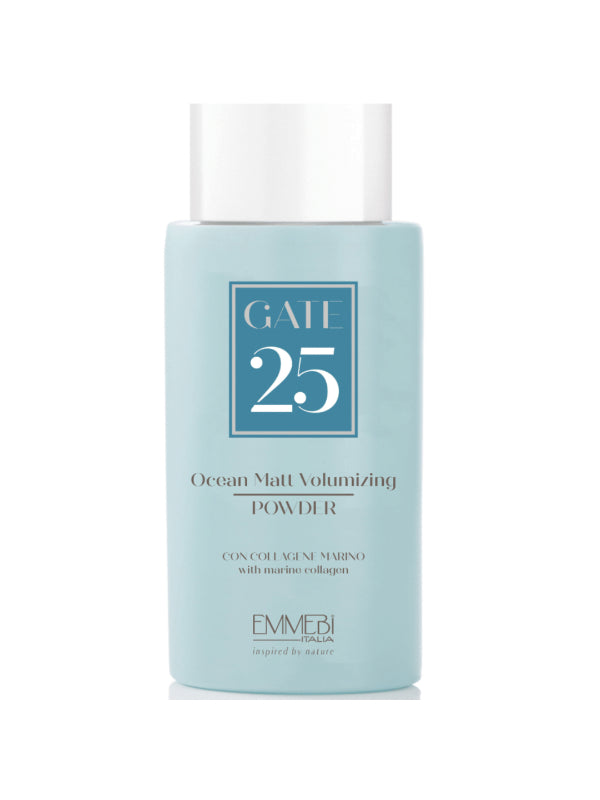 GATE
25
Ocean Matt Volumizing
POWDER
CON COLLAGENE MARINO
with marine collagen
EMMEBI
ITALIA
inspired by nature